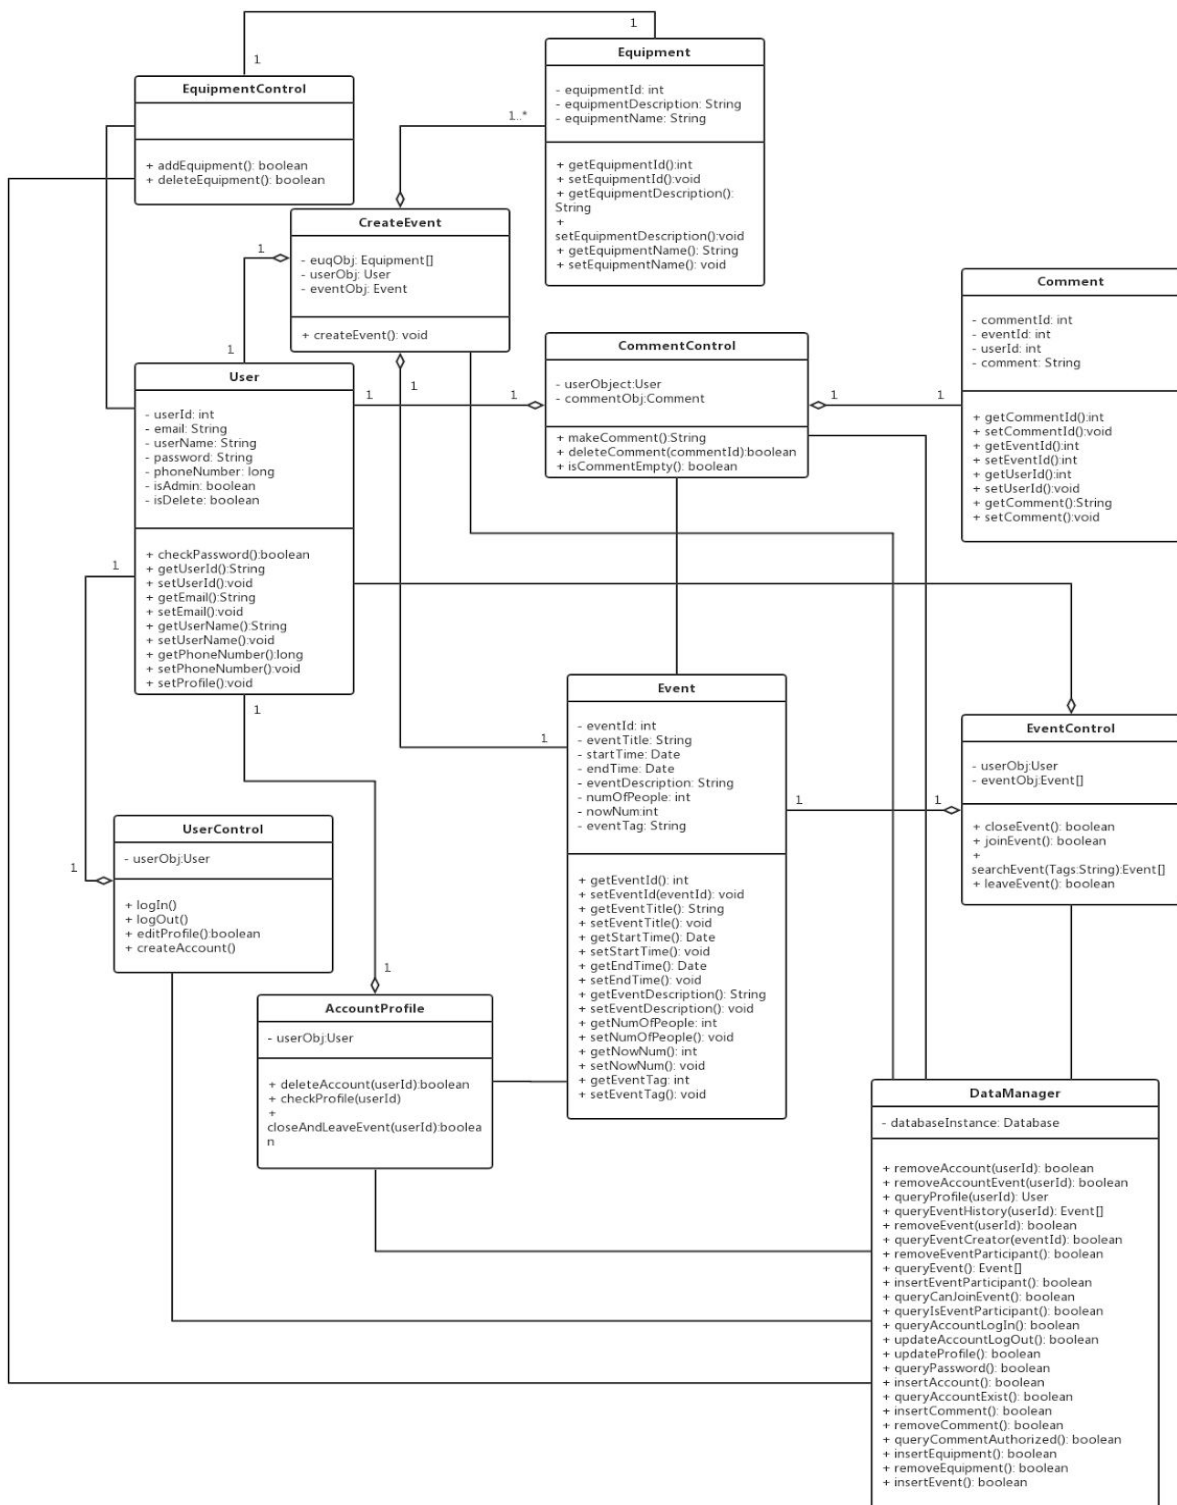 1
1
Equipment
- equipmentId: int
- equipmentDescription: String
- equipmentName: String
+ getEquipmentId():int
+ setEquipmentId():void
+ getEquipmentDescription():
String
+
setEquipmentDescription():void
+ getEquipmentName(): String
+ setEquipmentName(): void
EquipmentControl
+ addEquipment(): boolean
+ deleteEquipment(): boolean
1..*
CreateEvent
- euqObj: Equipment[]
- userObj: User
- eventObj: Event
+ createEvent(): void
1
1
1
Comment
- commentId: int
- eventId: int
- userId: int
- comment: String
+ getCommentId():int
+ setCommentId():void
+ getEventId():int
+ setEventId():int
+ getUserId():int
+ setUserId():void
+ getComment():String
+ setComment():void
CommentControl
- userObject:User
- commentObj:Comment
+ makeComment():String
+ deleteComment(commentId):boolean
+ isCommentEmpty(): boolean
1
1
1
1
User
- userId: int
- email: String
- userName: String
- password: String
- phoneNumber: long
- isAdmin: boolean
- isDelete: boolean
+ checkPassword():boolean
+ getUserId():String
+ setUserId():void
+ getEmail():String
+ setEmail():void
+ getUserName():String
+ setUserName():void
+ getPhoneNumber():long
+ setPhoneNumber():void
+ setProfile():void
1
1
1
Event
- eventId: int
- eventTitle: String
- startTime: Date
- endTime: Date
- eventDescription: String
- numOfPeople: int
- nowNum:int
- eventTag: String
+ getEventId(): int
+ setEventId(eventId): void
+ getEventTitle(): String
+ setEventTitle(): void
+ getStartTime(): Date
+ setStartTime(): void
+ getEndTime(): Date
+ setEndTime(): void
+ getEventDescription(): String
+ setEventDescription(): void
+ getNumOfPeople: int
+ setNumOfPeople(): void
+ getNowNum(): int
+ setNowNum(): void
+ getEventTag: int
+ setEventTag(): void
1
1
EventControl
- userObj:User
- eventObj:Event[]
+ closeEvent(): boolean
+ joinEvent(): boolean
+
searchEvent(Tags:String):Event[]
+ leaveEvent(): boolean
UserControl
- userObj:User
+ logIn()
+ logOut()
+ editProfile():boolean
+ createAccount()
1
1
AccountProfile
- userObj:User
+ deleteAccount(userId):boolean
+ checkProfile(userId)
+
closeAndLeaveEvent(userId):boolea
n
DataManager
- databaseInstance: Database
+ removeAccount(userId): boolean
+ removeAccountEvent(userId): boolean
+ queryProfile(userId): User
+ queryEventHistory(userId): Event[]
+ removeEvent(userId): boolean
+ queryEventCreator(eventId): boolean
+ removeEventParticipant(): boolean
+ queryEvent(): Event[]
+ insertEventParticipant(): boolean
+ queryCanJoinEvent(): boolean
+ queryIsEventParticipant(): boolean
+ queryAccountLogIn(): boolean
+ updateAccountLogOut(): boolean
+ updateProfile(): boolean
+ queryPassword(): boolean
+ insertAccount(): boolean
+ queryAccountExist(): boolean
+ insertComment(): boolean
+ removeComment(): boolean
+ queryCommentAuthorized(): boolean
+ insertEquipment(): boolean
+ removeEquipment(): boolean
+ insertEvent(): boolean